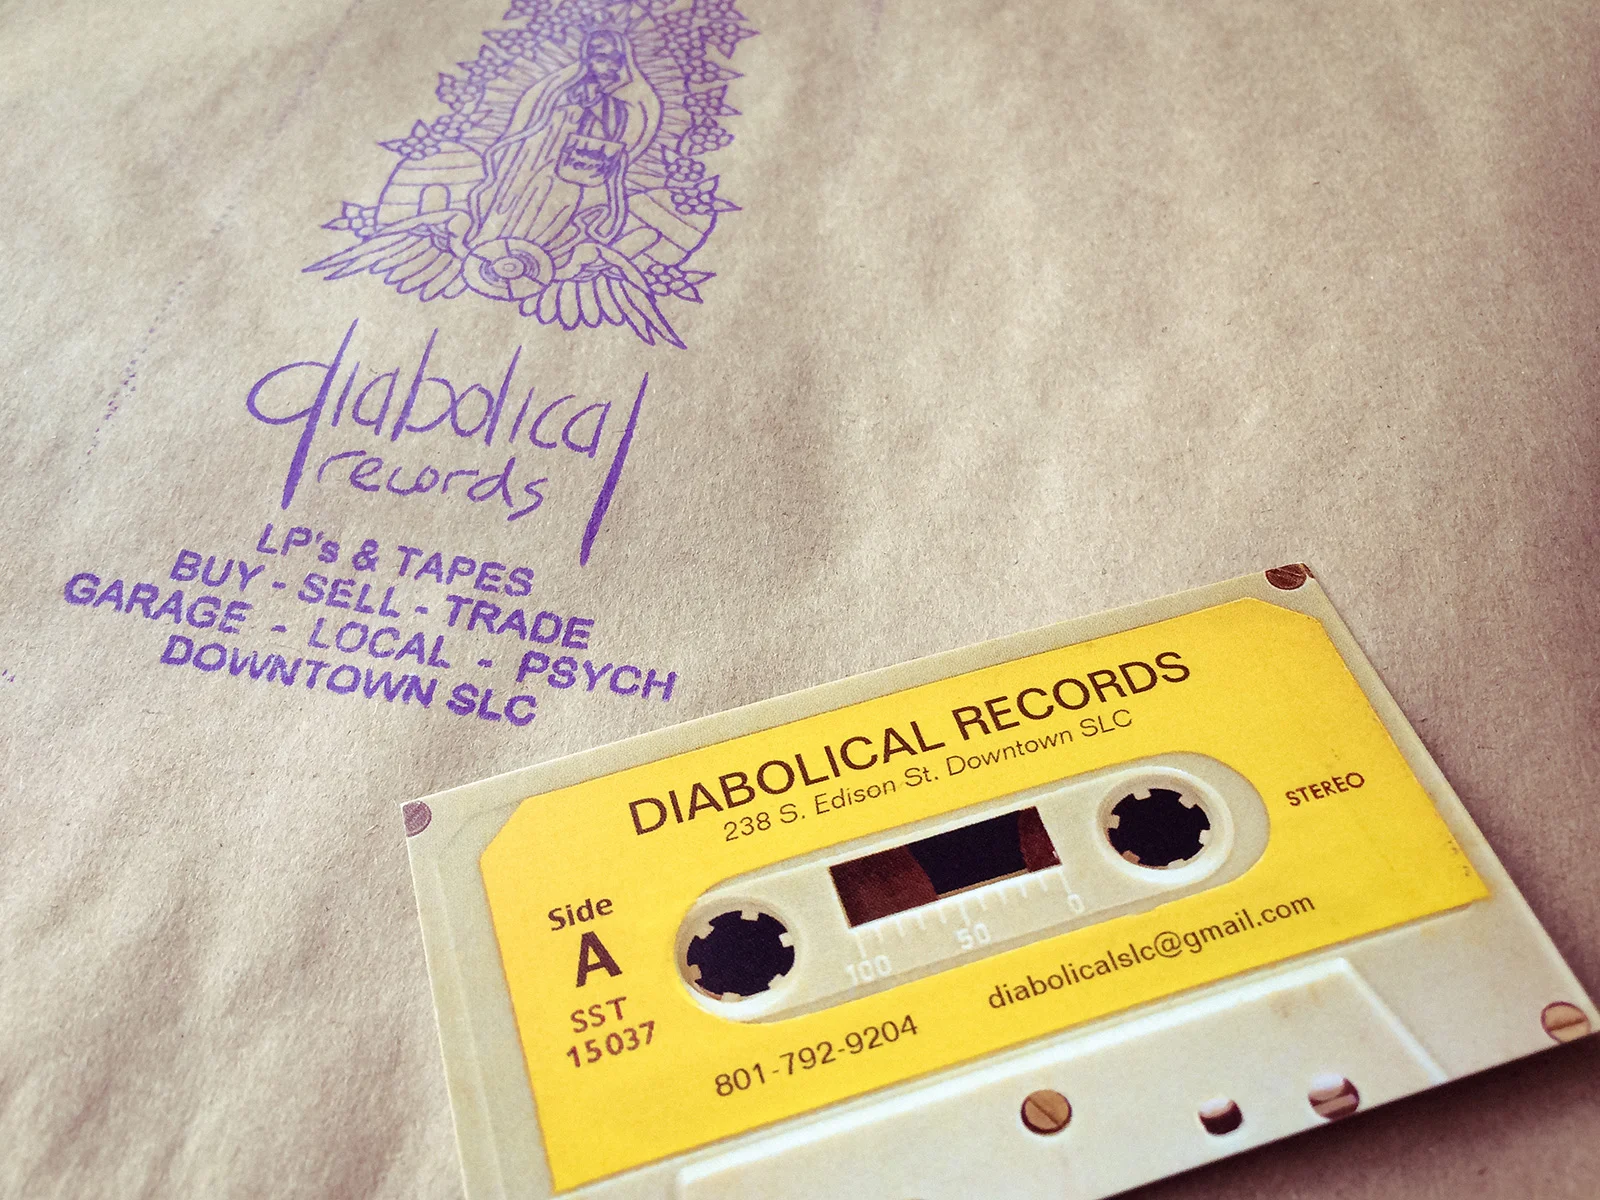 diabolical
records
LP's & TAPES
BUY - SELL - TRADE
GARAGE - LOCAL - PSYCH
DOWNTOWN SLC
DIABOLICAL RECORDS
238 S. Edison St. Downtown SLC
STEREO
Side
A
SST
15037
100 50 0
801-792-9204
diabolicalslc@gmail.com